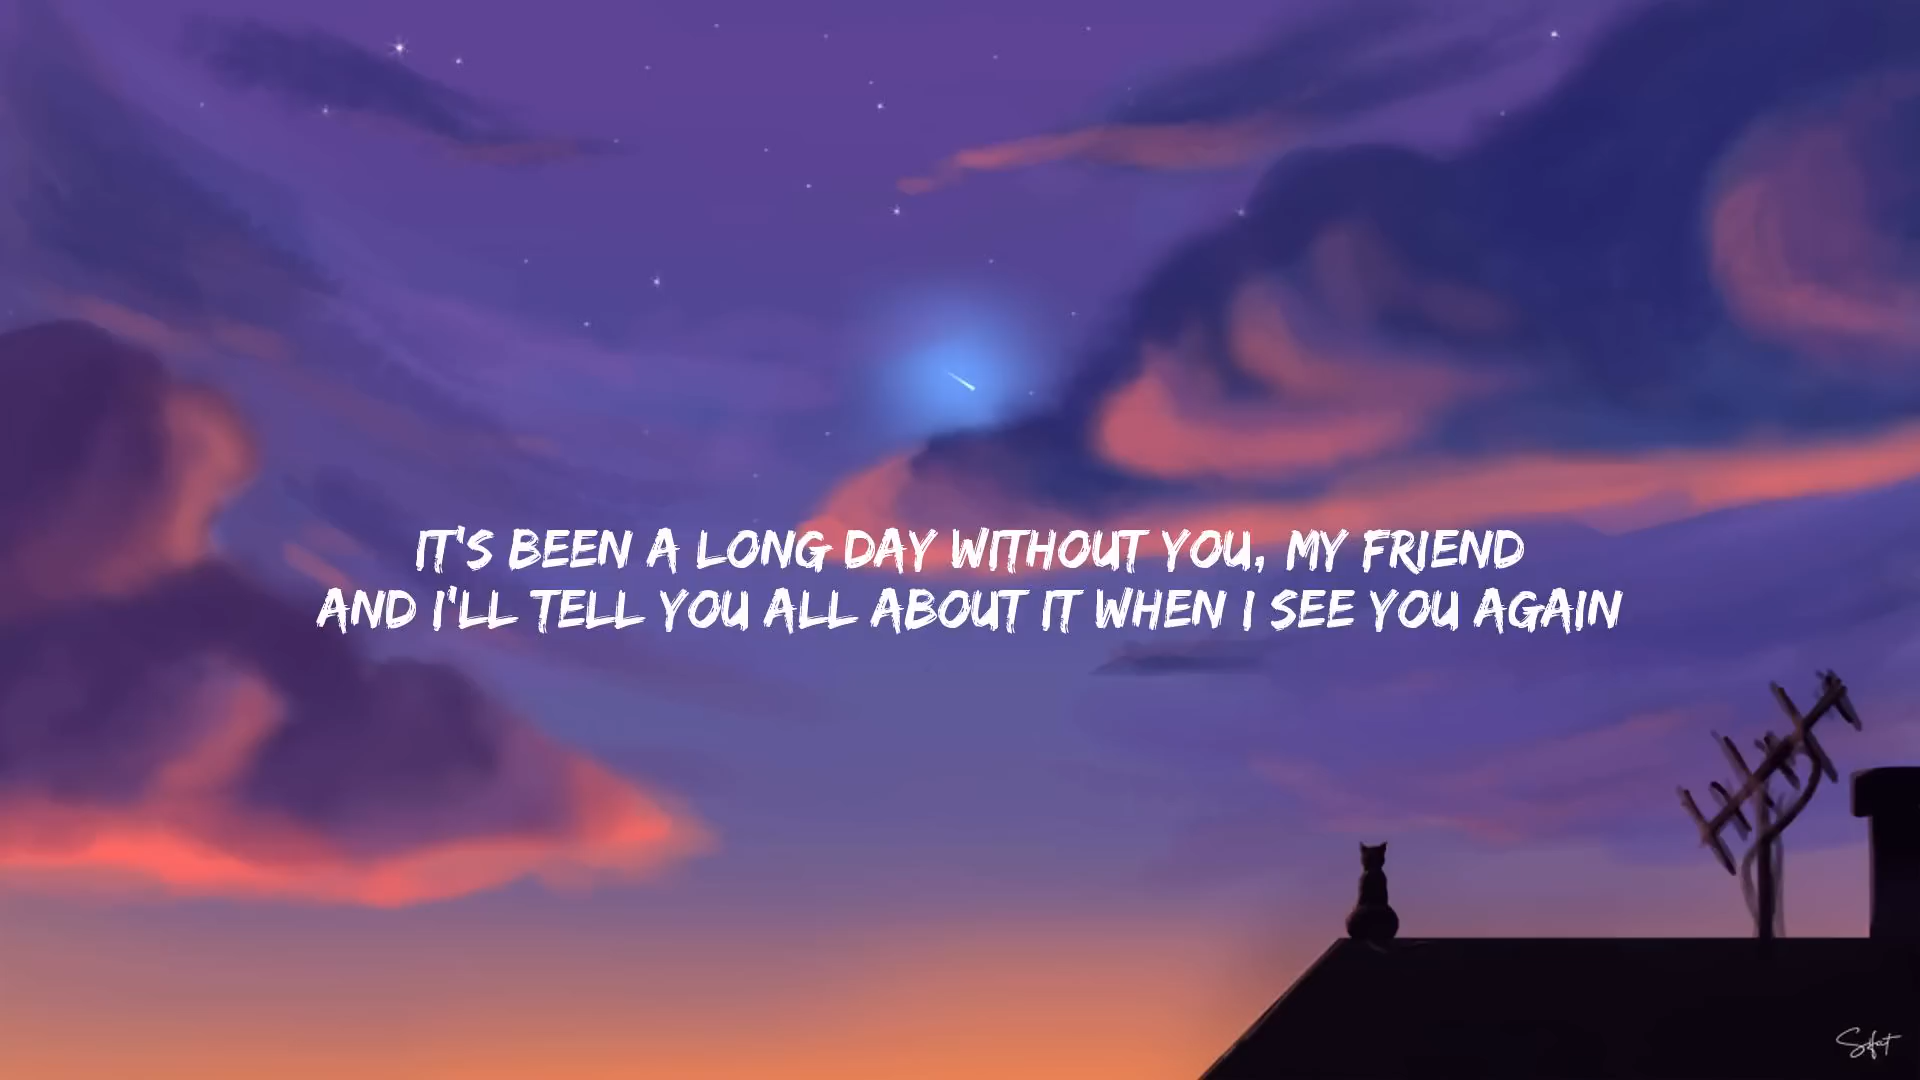 IT'S BEEN A LONG DAY WITHOUT YOU, MY FRIEND
AND I'LL TELL YOU ALL ABOUT IT WHEN I SEE YOU AGAIN